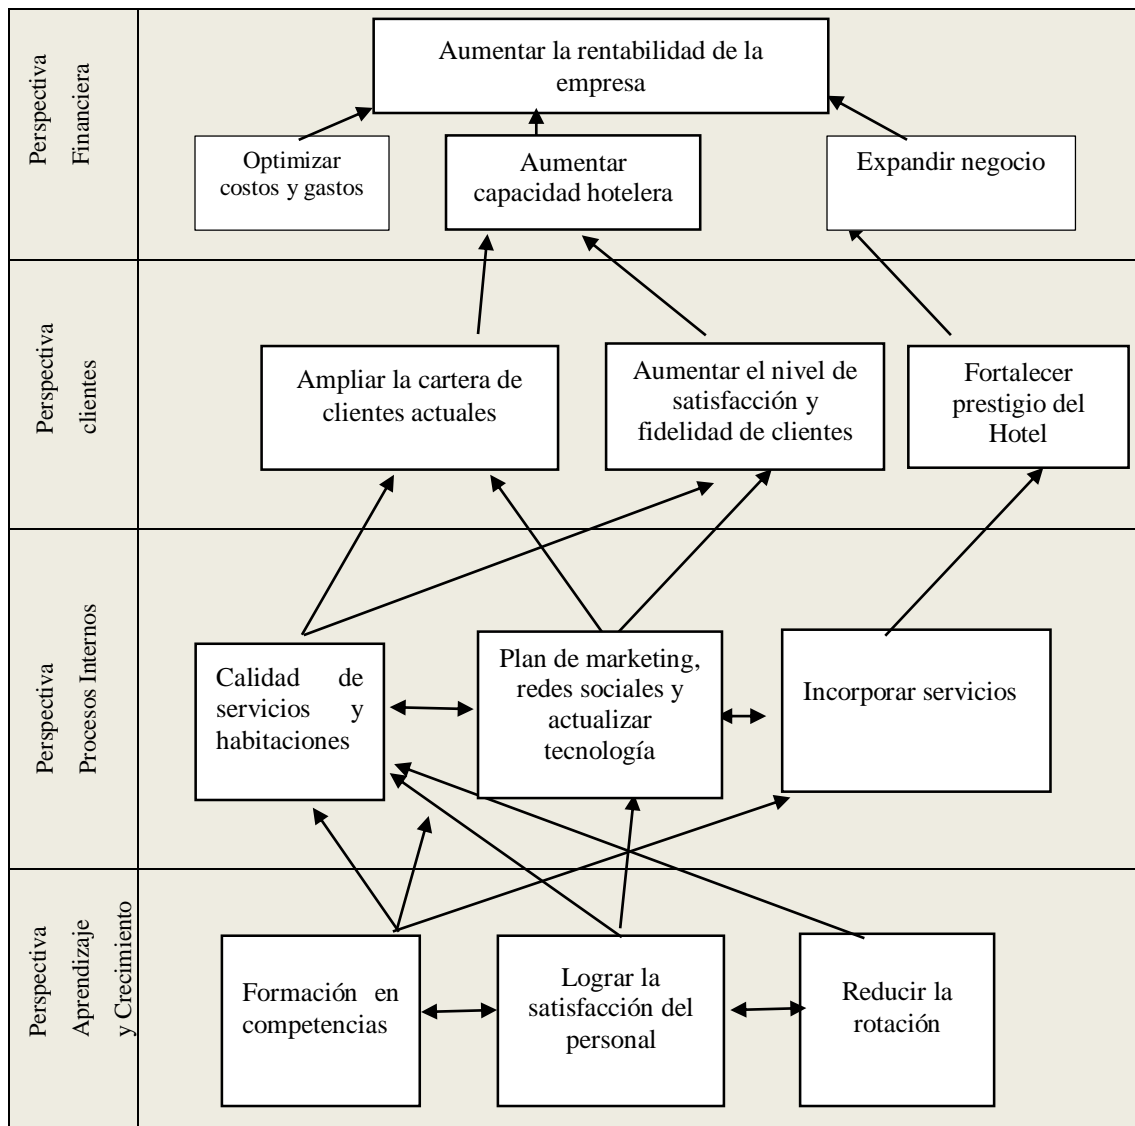 Perspectiva
Financiera
Aumentar la rentabilidad de la
empresa
Optimizar
costos y gastos
Aumentar
capacidad hotelera
Expandir negocio
Perspectiva
clientes
Ampliar la cartera de
clientes actuales
Aumentar el nivel de
satisfacción y
fidelidad de clientes
Fortalecer
prestigio del
Hotel
Perspectiva
Procesos Internos
Calidad de
servicios y
habitaciones
Plan de marketing,
redes sociales y
actualizar
tecnología
Incorporar servicios
Perspectiva
Aprendizaje
y Crecimiento
Formación en
competencias
Lograr la
satisfacción del
personal
Reducir la
rotación